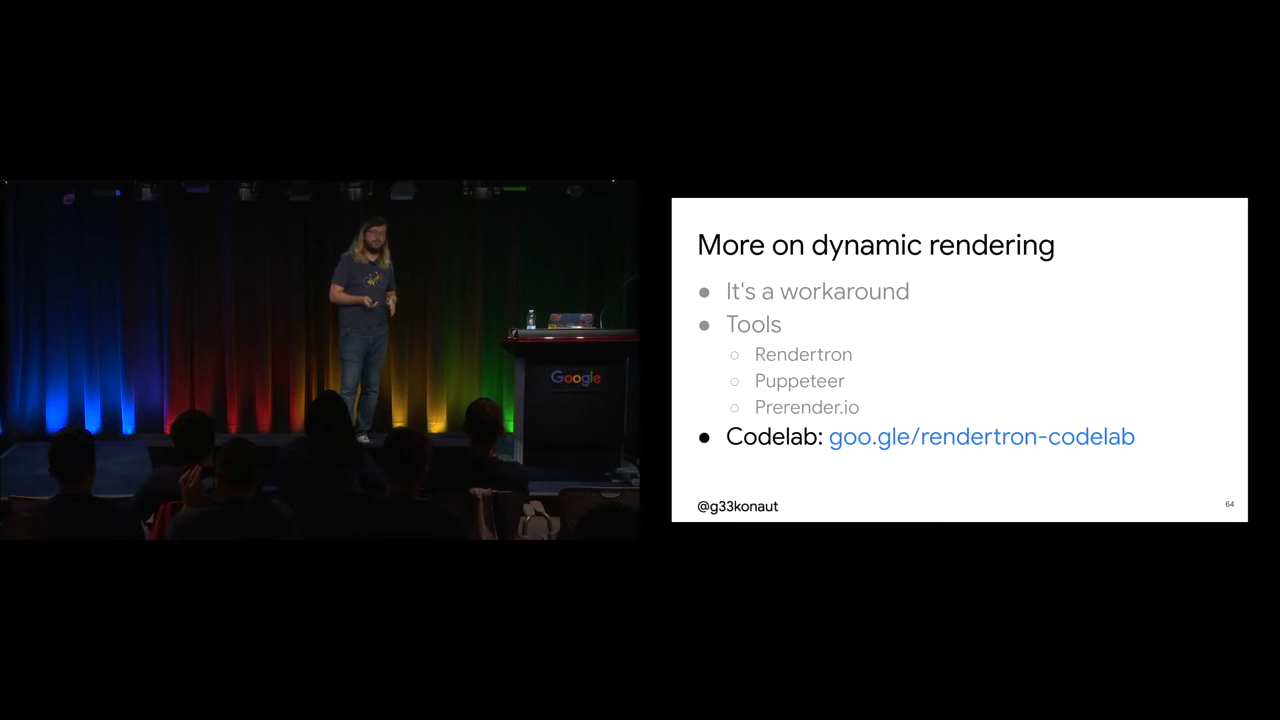 Google
More on dynamic rendering
● It's a workaround
● Tools
○ Rendertron
○ Puppeteer
○ Prerender.io
● Codelab: goo.gle/rendertron-codelab
@g33konaut
64